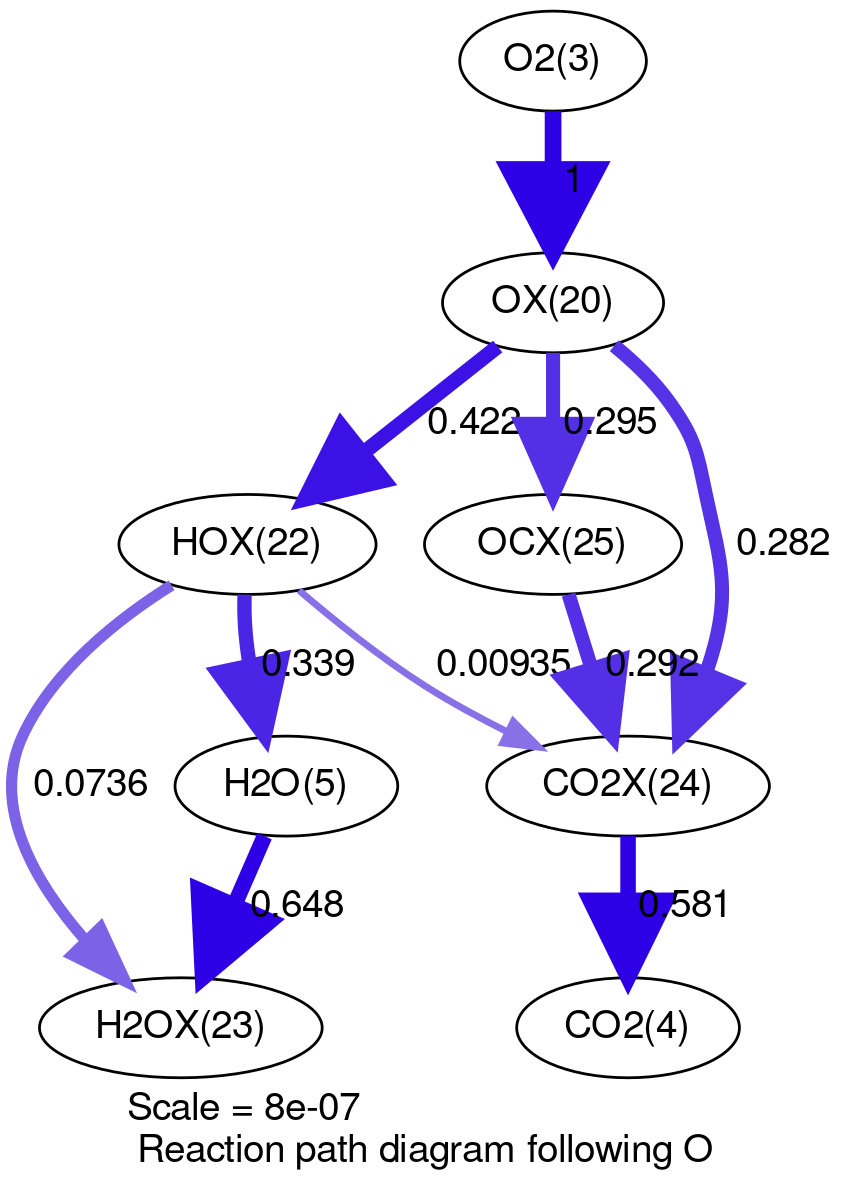 O2(3)
1
OX(20)
0.422
0.295
HOX(22)
OCX(25)
0.282
0.339
0.00935
0.292
0.0736
H2O(5)
CO2X(24)
0.648
0.581
H2OX(23)
CO2(4)
Scale = 8e-07
Reaction path diagram following O